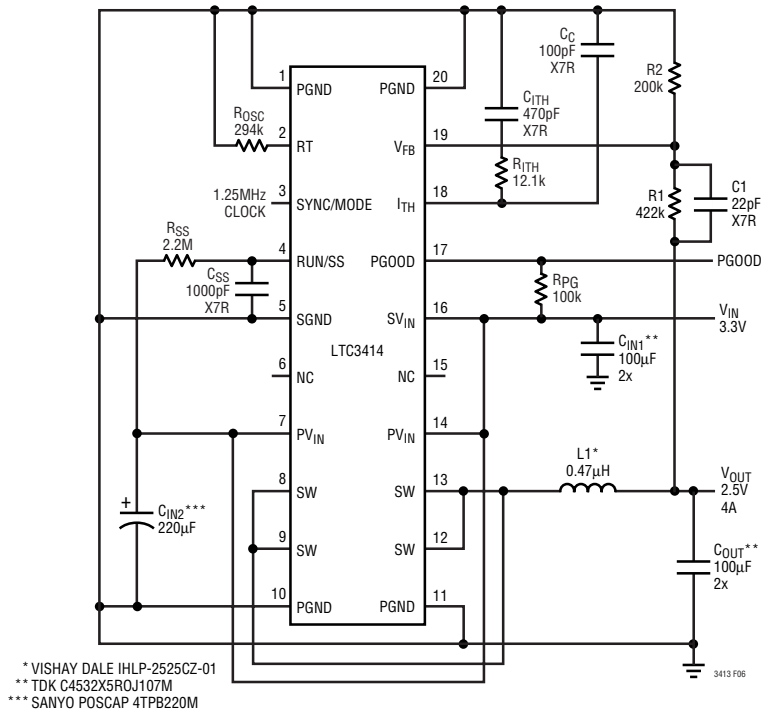 CC
100pF
X7R
R2
200k
1
PGND
PGND
20
CITH
470pF
X7R
ROSC
294k
2
RT
VFB
19
RITH
12.1k
1.25MHz
CLOCK
3
SYNC/MODE
ITH
18
R1
422k
C1
22pF
X7R
RSS
2.2M
4
RUN/SS
PGOOD
17
PGOOD
CSS
1000pF
X7R
RPG
100k
5
SGND
SVIN
16
VIN
3.3V
LTC3414
CIN1**
100µF
2x
6
NC
NC
15
7
PVIN
PVIN
14
L1*
0.47µH
8
SW
SW
13
VOUT
2.5V
4A
+
CIN2***
220µF
9
SW
SW
12
COUT**
100µF
2x
10
PGND
PGND
11
3413 F06
* VISHAY DALE IHLP-2525CZ-01
** TDK C4532X5ROJ107M
*** SANYO POSCAP 4TPB220M